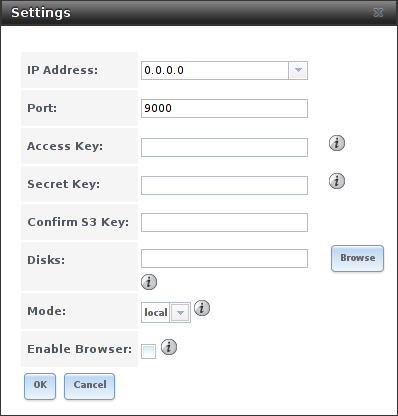 Settings
IP Address: 0.0.0.0
Port: 9000
Access Key:
Secret Key:
Confirm S3 Key:
Disks: Browse
Mode: local
Enable Browser:
OK Cancel